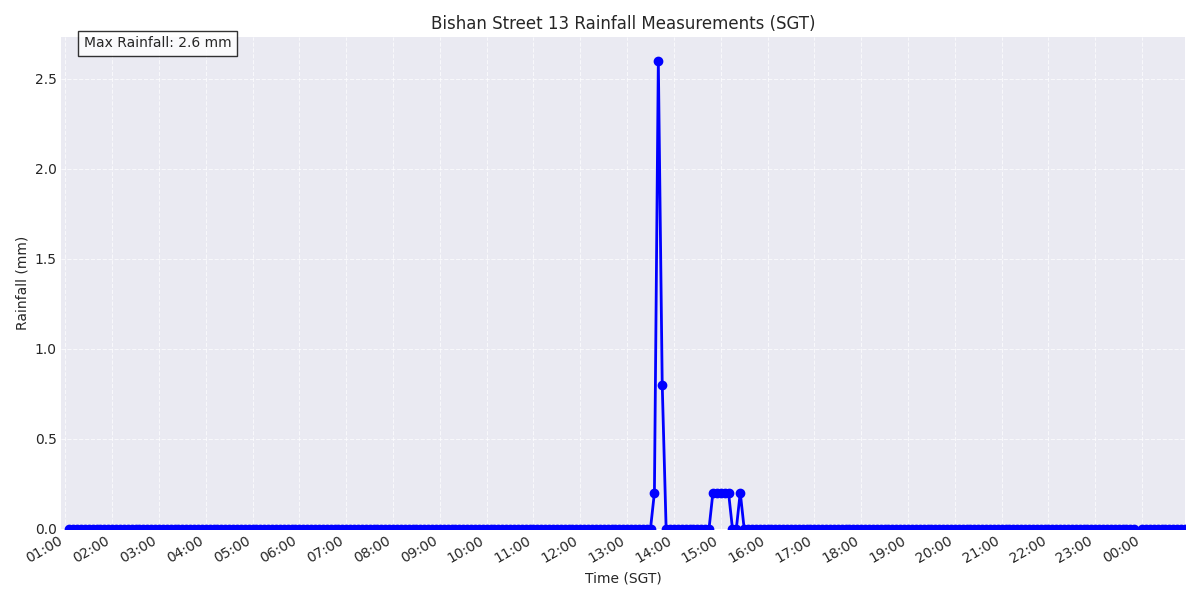 Bishan Street 13 Rainfall Measurements (SGT)
Max Rainfall: 2.6 mm
2.5
2.0
1.5
1.0
0.5
0.0
Rainfall (mm)
01:00 02:00 03:00 04:00 05:00 06:00 07:00 08:00 09:00 10:00 11:00 12:00 13:00 14:00 15:00 16:00 17:00 18:00 19:00 20:00 21:00 22:00 23:00 00:00
Time (SGT)